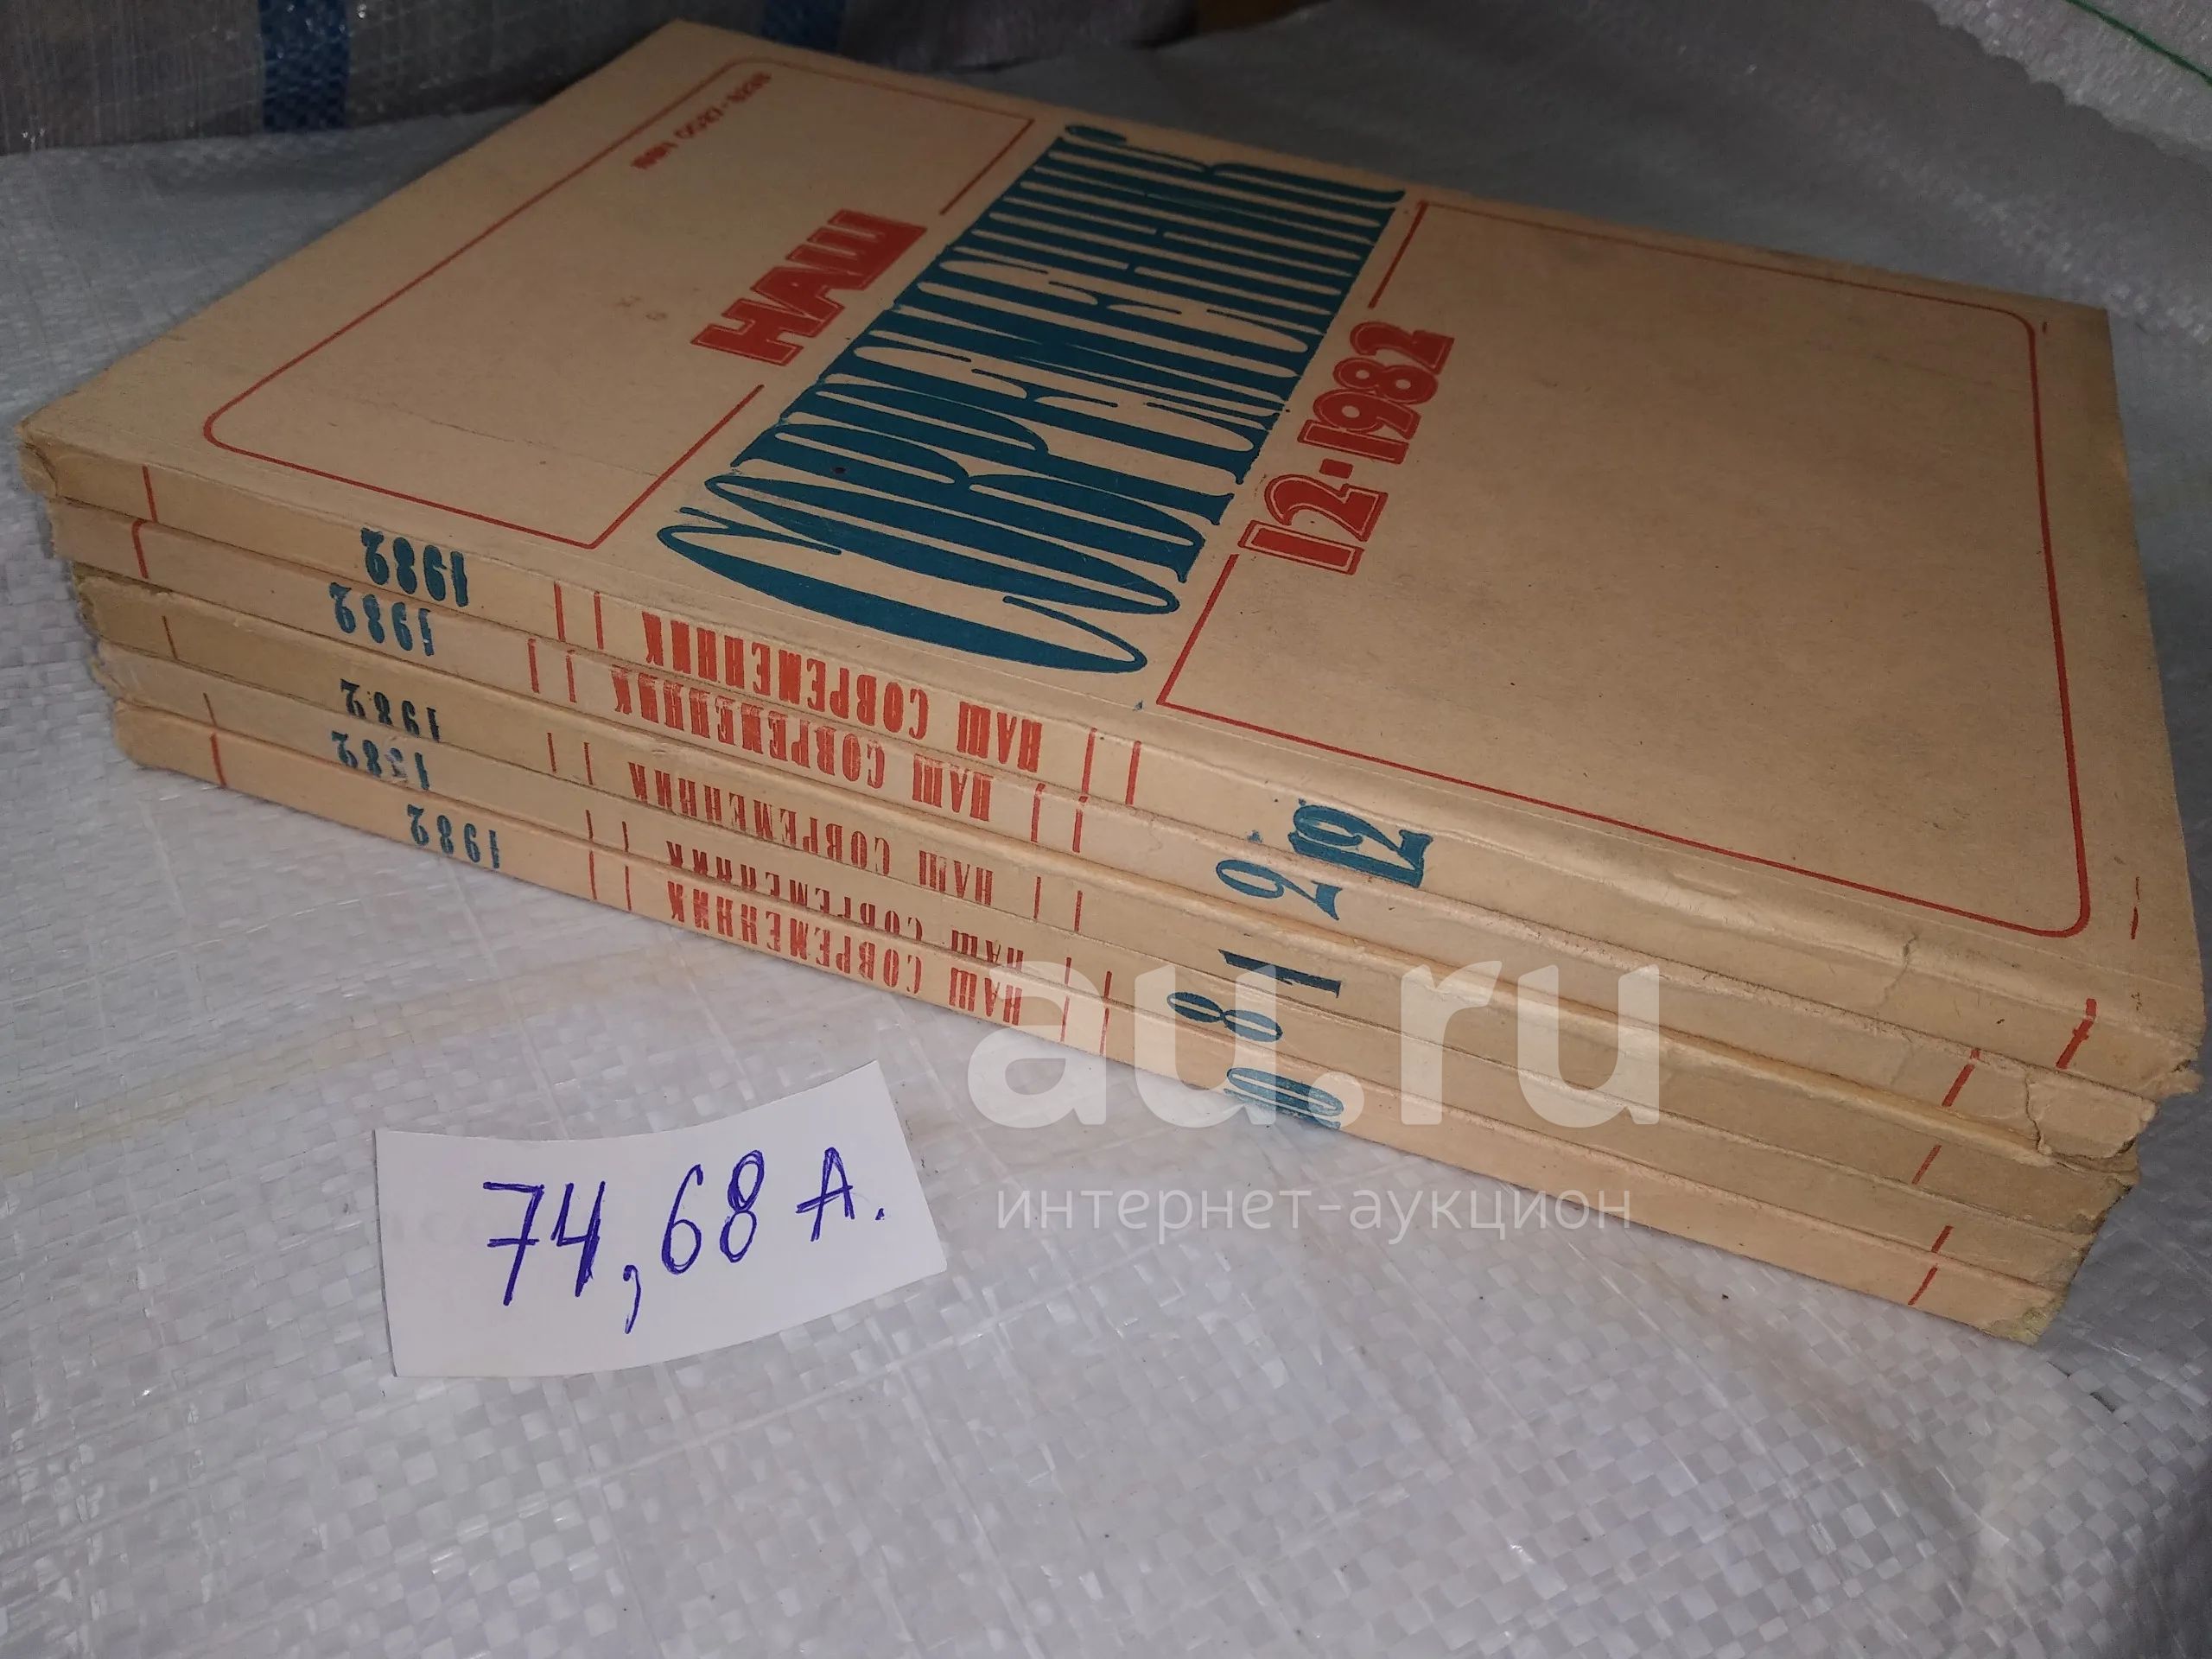 НАШ
СОВРЕМЕННИК
12·1982
1982
НАШ СОВРЕМЕННИК
12
1982
НАШ СОВРЕМЕННИК
2
1982
НАШ СОВРЕМЕННИК
1
1982
НАШ СОВРЕМЕННИК
8
1982
НАШ СОВРЕМЕННИК
74,68 А.
au.ru
интернет-аукцион